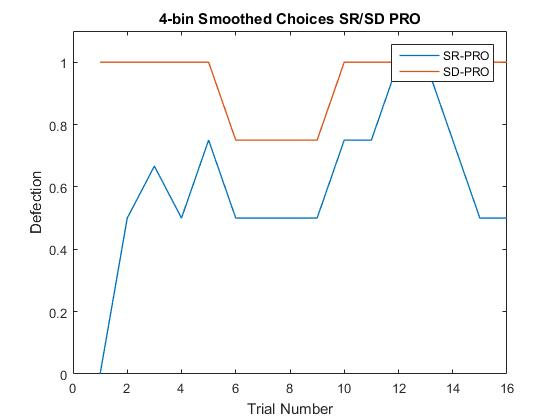 4-bin Smoothed Choices SR/SD PRO
SR-PRO
SD-PRO
1
0.8
0.6
0.4
0.2
0
Defection
0 2 4 6 8 10 12 14 16
Trial Number